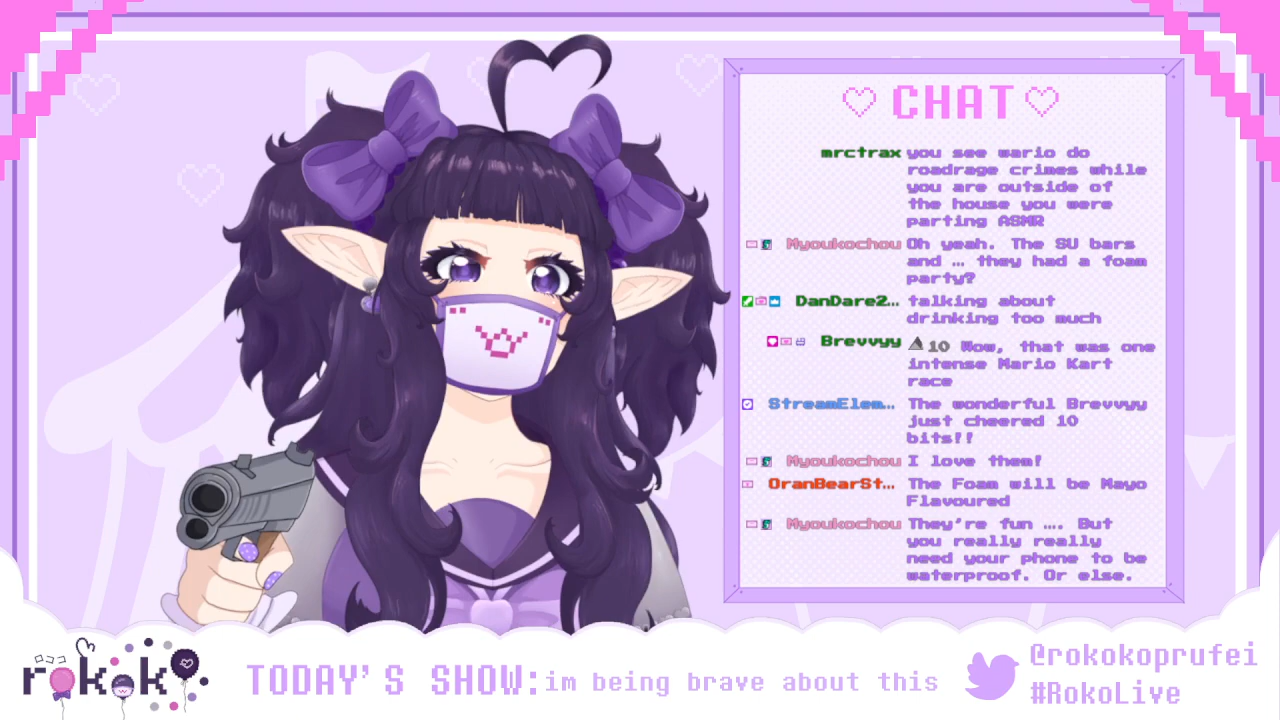 CHAT
mrctrax you see wario do
roadrage crimes while
you are outside of
the house you were
parting ASMR
Myoukochou Oh yeah. The SU bars
and … they had a foam
party?
DanDare2… talking about
drinking too much
Brevvyy 10 Wow, that was one
intense Mario Kart
race
StreamElem… The wonderful Brevvyy
just cheered 10
bits!!
Myoukochou I love them!
OranBearSt… The Foam will be Mayo
Flavoured
Myoukochou They're fun …. But
you really really
need your phone to be
waterproof. Or else.
ロココ
rokoko
TODAY'S SHOW: im being brave about this
@rokokoprufei
#RokoLive